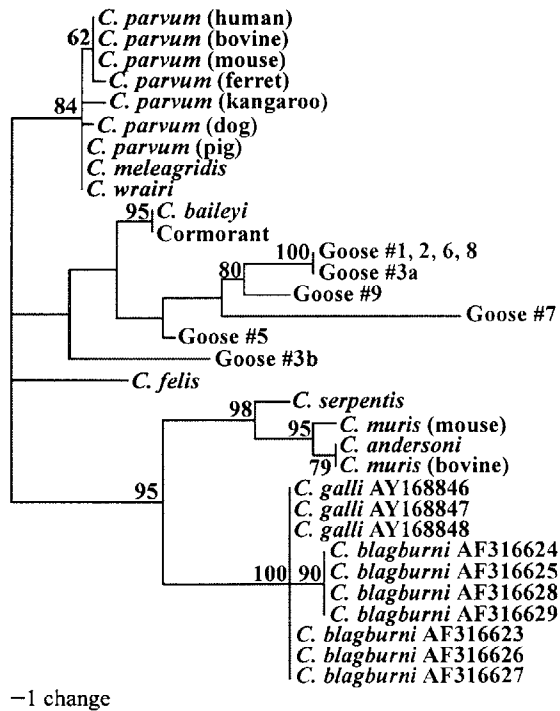 C. parvum (human)
62
C. parvum (bovine)
C. parvum (mouse)
C. parvum (ferret)
84
C. parvum (kangaroo)
C. parvum (dog)
C. parvum (pig)
C. meleagridis
C. wrairi
95
C. baileyi
Cormorant
100
Goose #1, 2, 6, 8
80
Goose #3a
Goose #9
Goose #7
Goose #5
Goose #3b
C. felis
98
C. serpentis
95
C. muris (mouse)
C. andersoni
79
C. muris (bovine)
95
C. galli AY168846
C. galli AY168847
C. galli AY168848
C. blagburni AF316624
100
90
C. blagburni AF316625
C. blagburni AF316628
C. blagburni AF316629
C. blagburni AF316623
C. blagburni AF316626
C. blagburni AF316627
−1 change